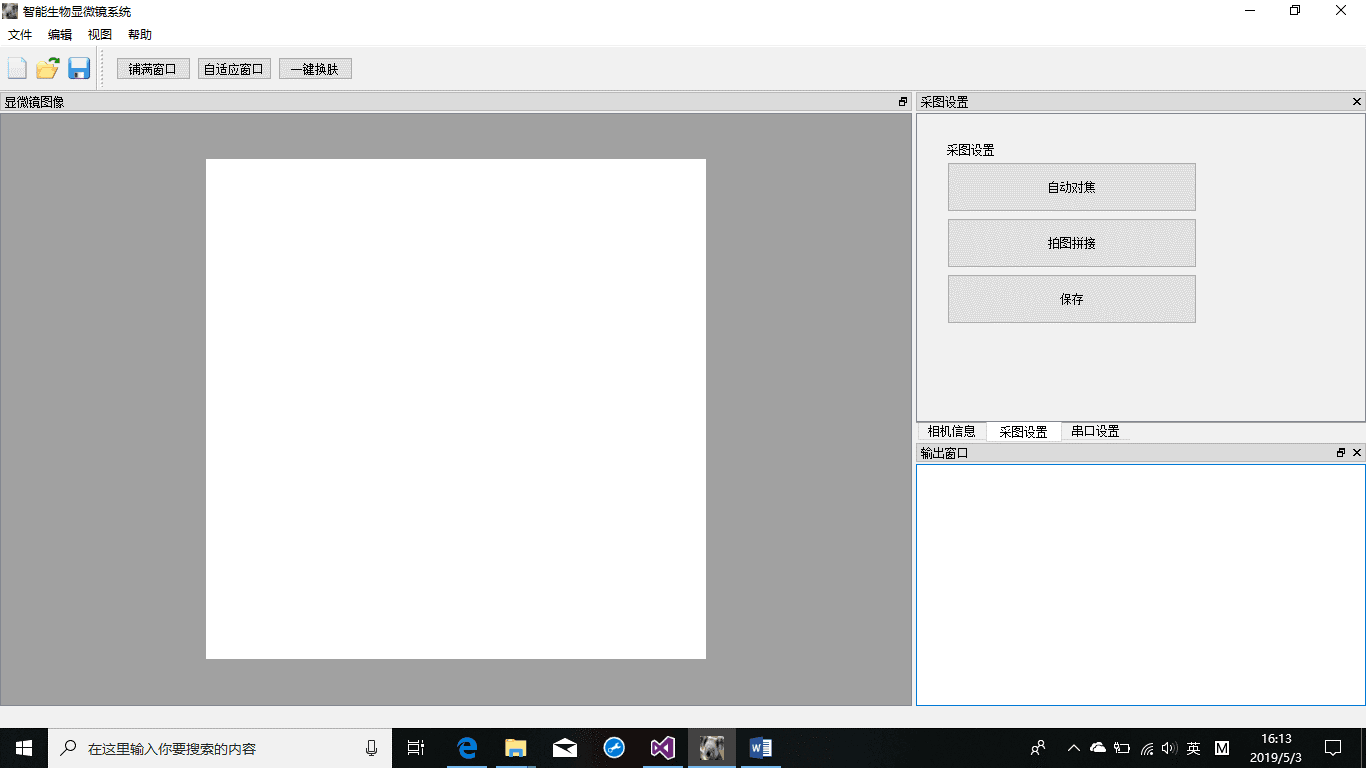 智能生物显微镜系统
文件 编辑 视图 帮助
铺满窗口 自适应窗口 一键换肤
显微镜图像
采图设置
采图设置
自动对焦
拍图拼接
保存
相机信息 采图设置 串口设置
输出窗口
在这里输入你要搜索的内容
英 M
16:13
2019/5/3